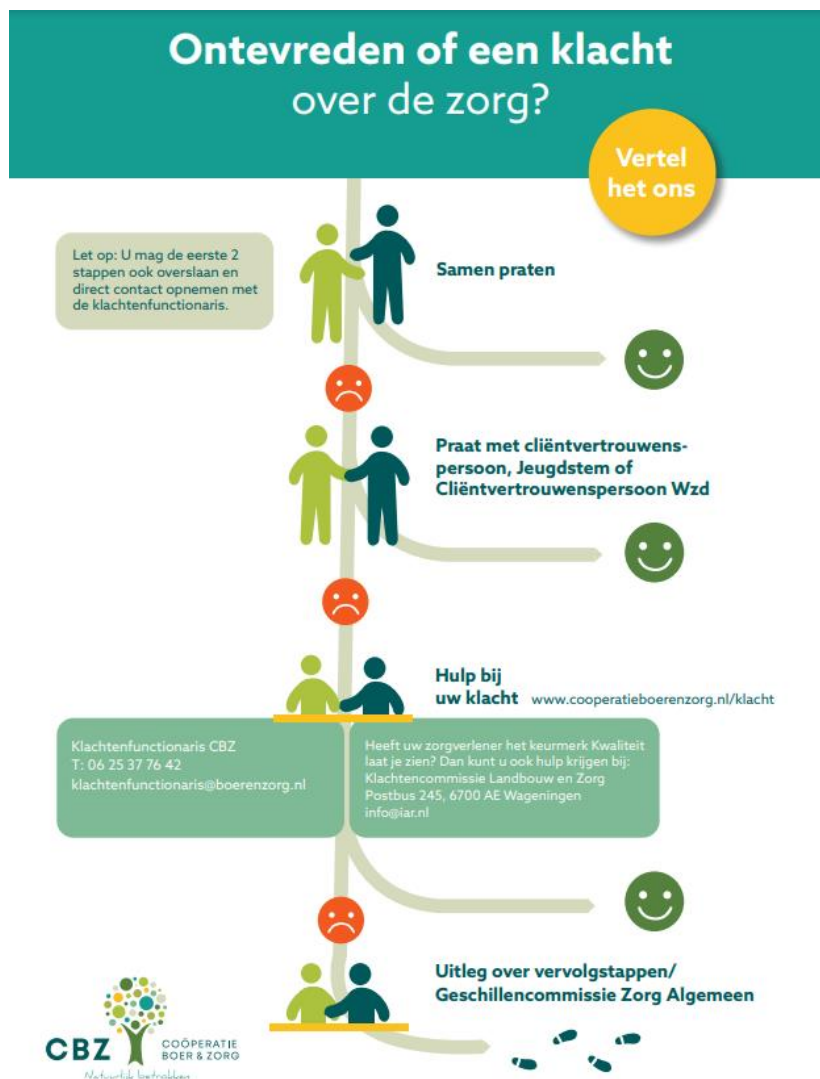 Ontevreden of een klacht
over de zorg?
Vertel
het ons
Let op: U mag de eerste 2
stappen ook overslaan en
direct contact opnemen met
de klachtenfunctionaris.
Samen praten
Praat met cliëntvertrouwens-
persoon, Jeugdstem of
Cliëntvertrouwenspersoon Wzd
Hulp bij
uw klacht www.cooperatieboerenzorg.nl/klacht
Klachtenfunctionaris CBZ
T: 06 25 37 76 42
klachtenfunctionaris@boerenzorg.nl
Heeft uw zorgverlener het keurmerk Kwaliteit
laat je zien? Dan kunt u ook hulp krijgen bij:
Klachtencommissie Landbouw en Zorg
Postbus 245, 6700 AE Wageningen
info@iar.nl
Uitleg over vervolgstappen/
Geschillencommissie Zorg Algemeen
CBZ
COÖPERATIE
BOER & ZORG
Natuurlijk betrokken